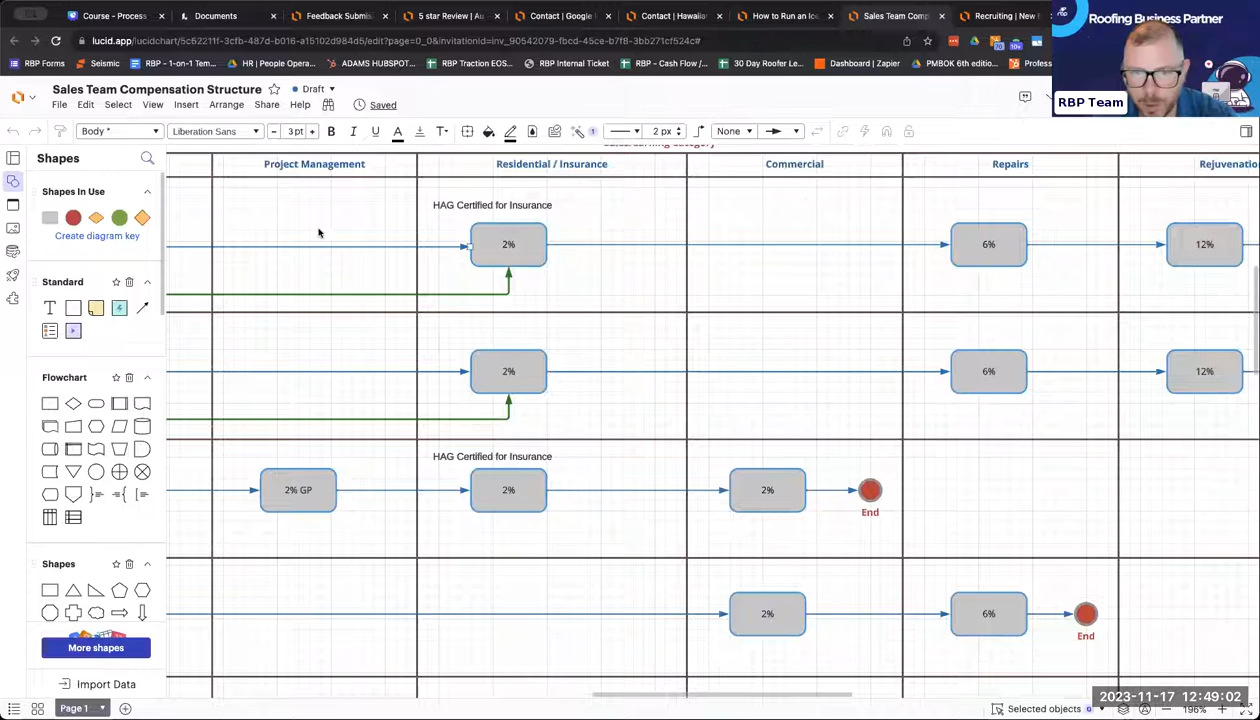 Course - Process
Documents
Feedback Submis
5 star Review | Au
Contact | Google
Contact | Hawaiia
How to Run an Ice
Sales Team Comp
Recruiting | New
Roofing Business Partner
lucid.app/lucidchart/5c62211f-3cfb-487d-b016-a15102d984d5/edit?page=0_0&invitationId=inv_90542079-fbcd-45ce-b7f8-3bb271cf524c#
RBP Forms
Seismic
RBP - 1-on-1 Tem...
HR | People Opera...
ADAMS HUBSPOT...
RBP Traction EOS...
RBP Internal Ticket
RBP - Cash Flow /...
30 Day Roofer Le...
Dashboard | Zapier
PMBOK 6th editio...
Profess
RBP Team
Sales Team Compensation Structure
Draft
File Edit Select View Insert Arrange Share Help Saved
Body * Liberation Sans 3 pt 2 px None
Shapes
Shapes In Use
Create diagram key
Standard
Flowchart
Shapes
More shapes
Import Data
Project Management
Residential / Insurance
Commercial
Repairs
Rejuvenatio
HAG Certified for Insurance
2%
6%
12%
2%
6%
12%
HAG Certified for Insurance
2% GP
2%
2%
End
2%
6%
End
Page 1
Selected objects 0
196%
2023-11-17 12:49:02